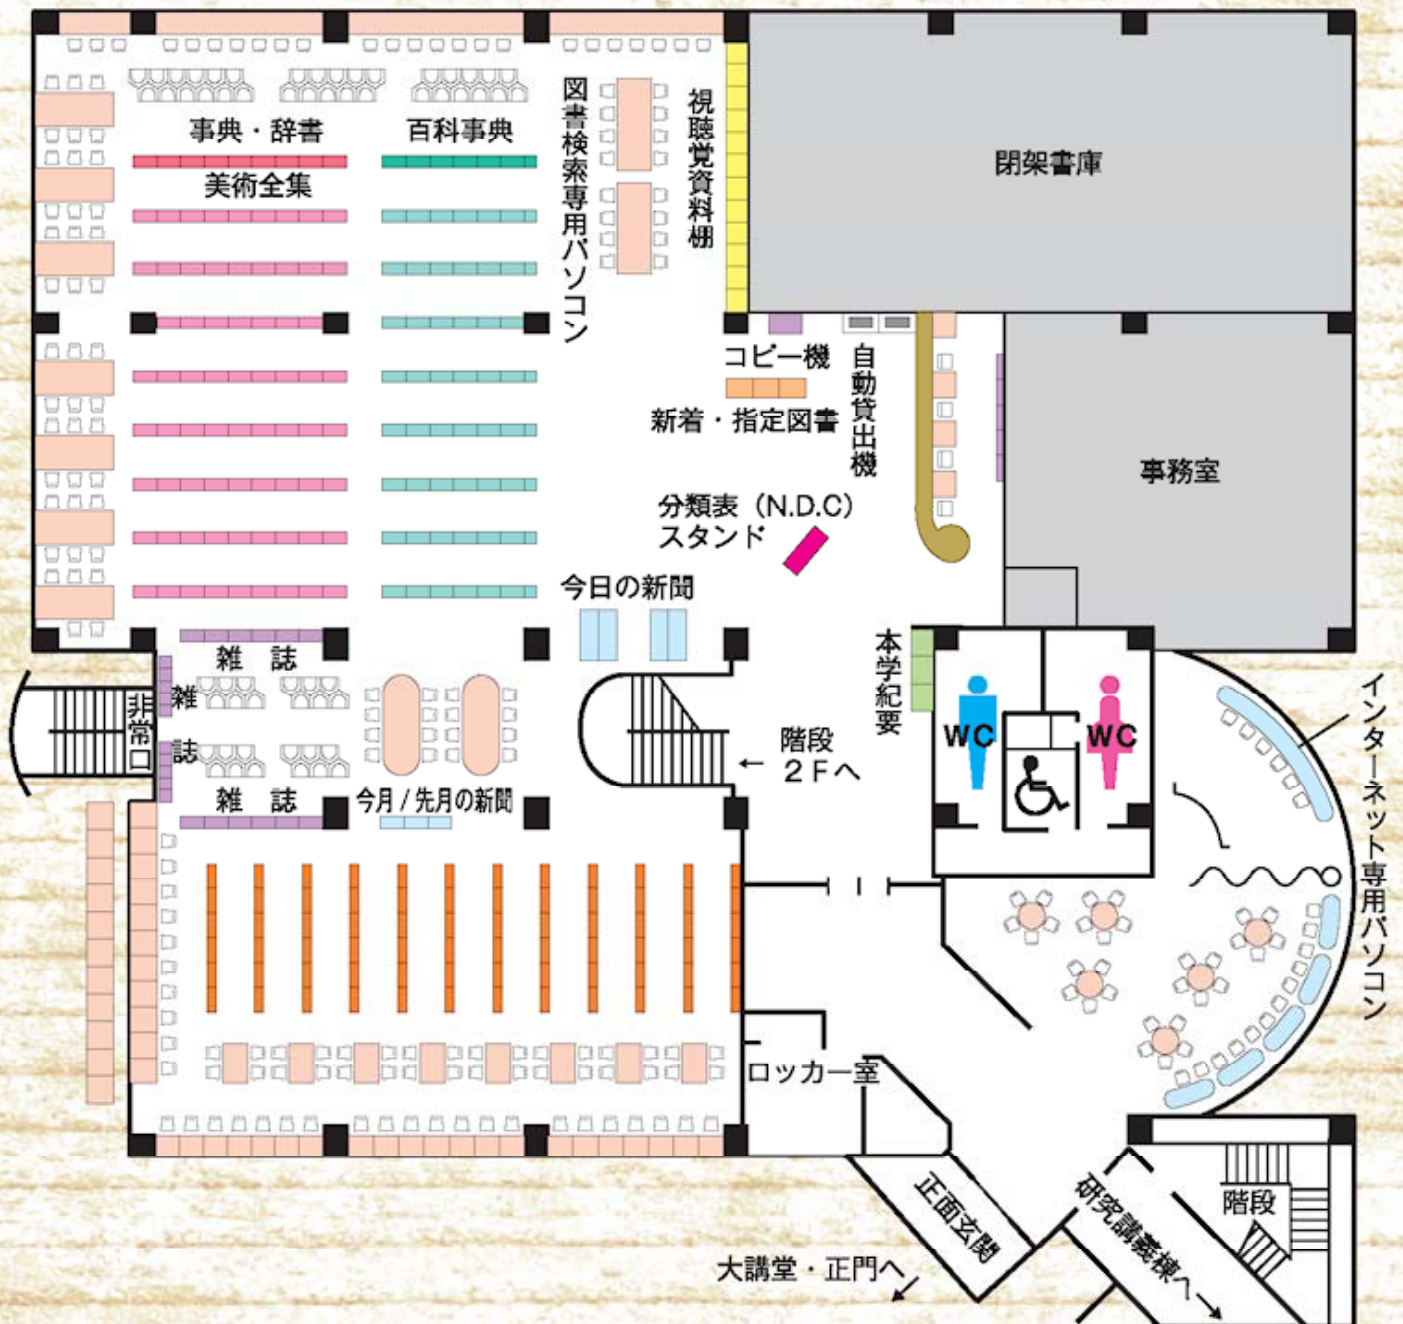 事典・辞書
百科事典
美術全集
図書検索専用パソコン
視聴覚資料棚
閉架書庫
コピー機
自動貸出機
新着・指定図書
事務室
分類表（N.D.C）
スタンド
今日の新聞
本学紀要
雑 誌
雑誌
非常口
雑 誌
今月/先月の新聞
階段
2Fへ
WC
WC
インターネット専用パソコン
ロッカー室
正面玄関
大講堂・正門へ
研究講義棟へ
階段